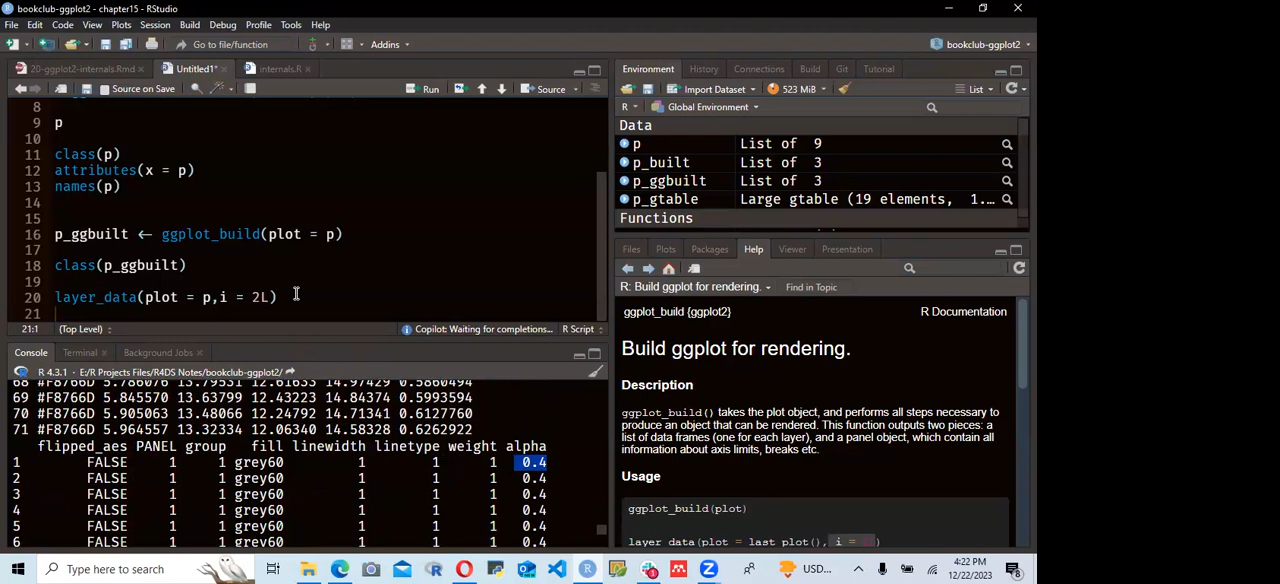 bookclub-ggplot2 - chapter15 - RStudio
File Edit Code View Plots Session Build Debug Profile Tools Help
Go to file/function Addins bookclub-ggplot2
20-ggplot2-internals.Rmd Untitled1* internals.R
Source on Save Run Source
8
9 p
10
11 class(p)
12 attributes(x = p)
13 names(p)
14
15
16 p_ggbuilt ← ggplot_build(plot = p)
17
18 class(p_ggbuilt)
19
20 layer_data(plot = p,i = 2L)
21
21:1 (Top Level) Copilot: Waiting for completions... R Script
Console Terminal Background Jobs
R 4.3.1 · E:/R Projects/Files/R4DS Notes/bookclub-ggplot2/
68 #F8766D 5.786076 13.79531 12.61633 14.97429 0.5860494
69 #F8766D 5.845570 13.63799 12.43223 14.84374 0.5993594
70 #F8766D 5.905063 13.48066 12.24792 14.71341 0.6127760
71 #F8766D 5.964557 13.32334 12.06340 14.58328 0.6262922
flipped_aes PANEL group fill linewidth linetype weight alpha
1 FALSE 1 1 grey60 1 1 1 0.4
2 FALSE 1 1 grey60 1 1 1 0.4
3 FALSE 1 1 grey60 1 1 1 0.4
4 FALSE 1 1 grey60 1 1 1 0.4
5 FALSE 1 1 grey60 1 1 1 0.4
6 FALSE 1 1 grey60 1 1 1 0.4
Environment History Connections Build Git Tutorial
Import Dataset 523 MiB List
R Global Environment
Data
p List of 9
p_built List of 3
p_ggbuilt List of 3
p_gtable Large gtable (19 elements, 1....
Functions
Files Plots Packages Help Viewer Presentation
R: Build ggplot for rendering. Find in Topic
ggplot_build {ggplot2} R Documentation
Build ggplot for rendering.
Description
ggplot_build() takes the plot object, and performs all steps necessary to
produce an object that can be rendered. This function outputs two pieces: a
list of data frames (one for each layer), and a panel object, which contain all
information about axis limits, breaks etc.
Usage
ggplot_build(plot)
layer_data(plot = last_plot(), i =
Type here to search USD... 4:22 PM
12/22/2023
8